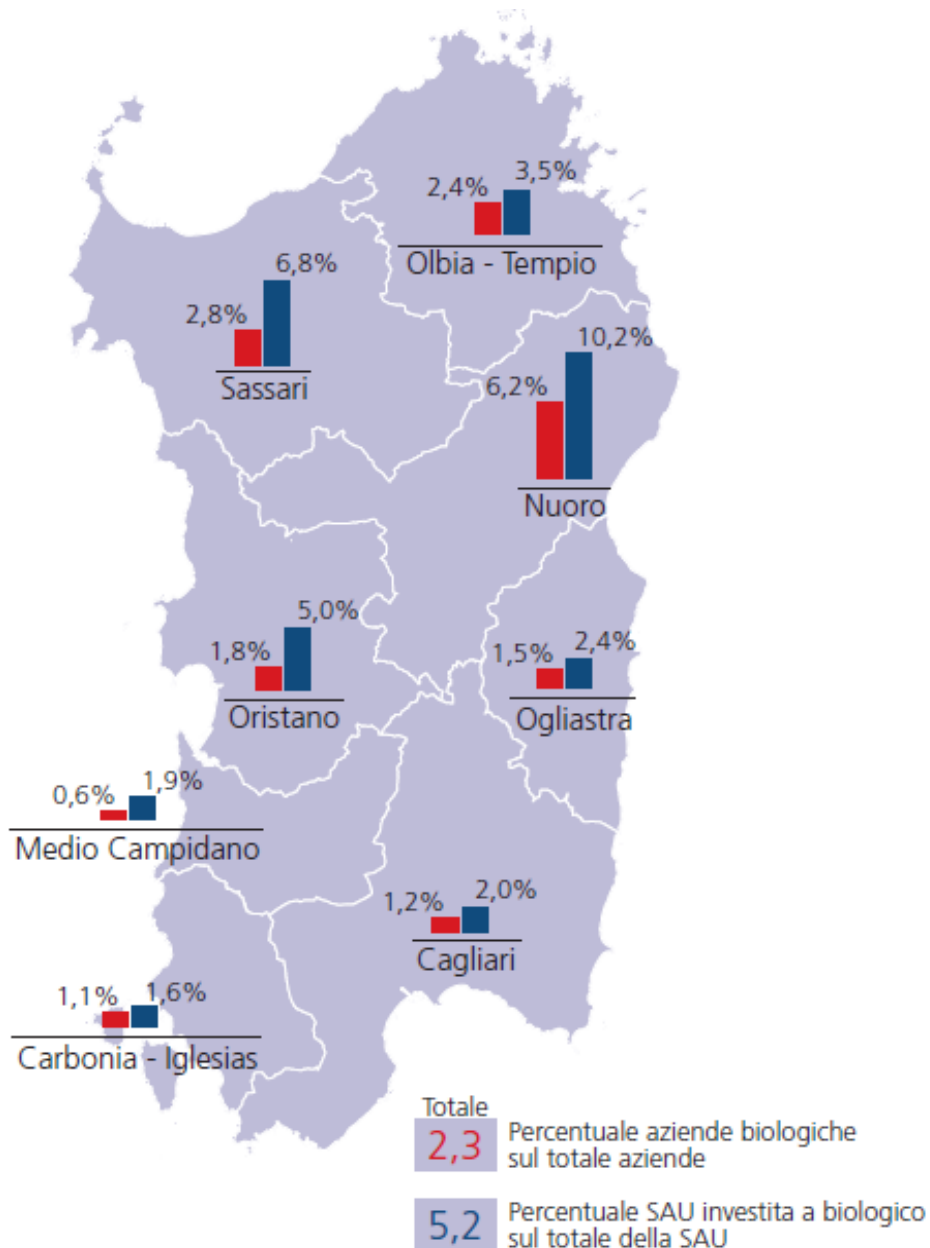 2,4% 3,5%
Olbia - Tempio
2,8% 6,8%
Sassari
6,2% 10,2%
Nuoro
1,8% 5,0%
Oristano
1,5% 2,4%
Ogliastra
0,6% 1,9%
Medio Campidano
1,2% 2,0%
Cagliari
1,1% 1,6%
Carbonia - Iglesias
Totale
2,3 Percentuale aziende biologiche
sul totale aziende
5,2 Percentuale SAU investita a biologico
sul totale della SAU